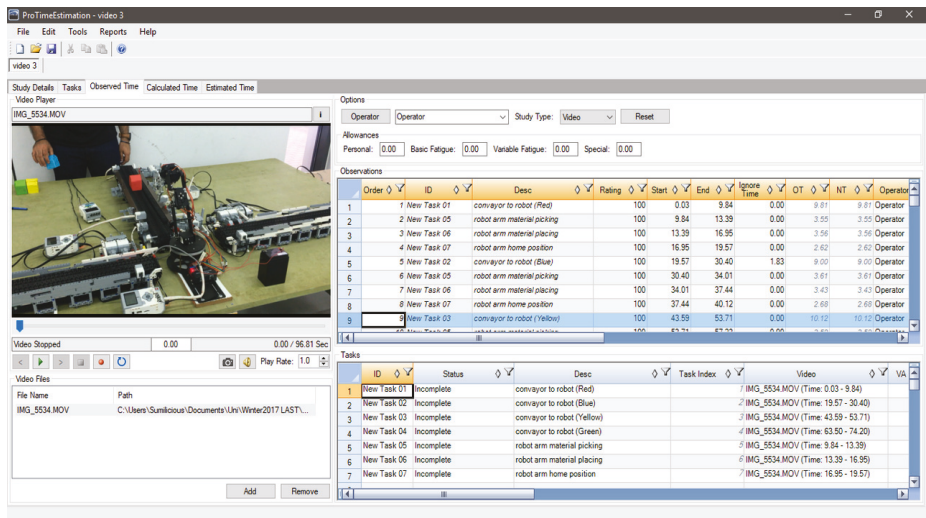 ProTimeEstimation - video 3
File Edit Tools Reports Help
video 3
Study Details Tasks Observed Time Calculated Time Estimated Time
Video Player
IMG_5534.MOV i
Video Stopped 0.00 0.00 / 96.81 Sec
Play Rate: 1.0
Video Files
File Name Path
IMG_5534.MOV C:\Users\Sumilicious\Documents\Uni\Winter2017 LAST\...
Add Remove
Options
Operator Operator Study Type: Video Reset
Allowances
Personal: 0.00 Basic Fatigue: 0.00 Variable Fatigue: 0.00 Special: 0.00
Observations
Order ID Desc Rating Start End Ignore Time OT NT Operator
1 1 New Task 01 convayor to robot (Red) 100 0.03 9.84 0.00 9.81 9.81 Operator
2 2 New Task 05 robot arm material picking 100 9.84 13.39 0.00 3.55 3.55 Operator
3 3 New Task 06 robot arm material placing 100 13.39 16.95 0.00 3.56 3.56 Operator
4 4 New Task 07 robot arm home position 100 16.95 19.57 0.00 2.62 2.62 Operator
5 5 New Task 02 convayor to robot (Blue) 100 19.57 30.40 1.83 9.00 9.00 Operator
6 6 New Task 05 robot arm material picking 100 30.40 34.01 0.00 3.61 3.61 Operator
7 7 New Task 06 robot arm material placing 100 34.01 37.44 0.00 3.43 3.43 Operator
8 8 New Task 07 robot arm home position 100 37.44 40.12 0.00 2.68 2.68 Operator
9 9 New Task 03 convayor to robot (Yellow) 100 43.59 53.71 0.00 10.12 10.12 Operator
Tasks
ID Status Desc Task Index Video VA
1 New Task 01 Incomplete convayor to robot (Red) 1 IMG_5534.MOV (Time: 0.03 - 9.84)
2 New Task 02 Incomplete convayor to robot (Blue) 2 IMG_5534.MOV (Time: 19.57 - 30.40)
3 New Task 03 Incomplete convayor to robot (Yellow) 3 IMG_5534.MOV (Time: 43.59 - 53.71)
4 New Task 04 Incomplete convayor to robot (Green) 4 IMG_5534.MOV (Time: 63.50 - 74.20)
5 New Task 05 Incomplete robot arm material picking 5 IMG_5534.MOV (Time: 9.84 - 13.39)
6 New Task 06 Incomplete robot arm material placing 6 IMG_5534.MOV (Time: 13.39 - 16.95)
7 New Task 07 Incomplete robot arm home position 7 IMG_5534.MOV (Time: 16.95 - 19.57)